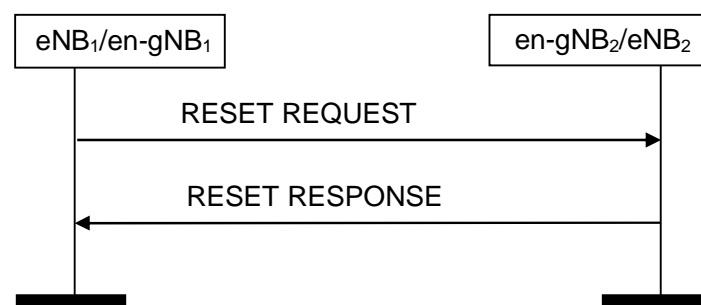 eNB₁/en-gNB₁
en-gNB₂/eNB₂
RESET REQUEST
RESET RESPONSE